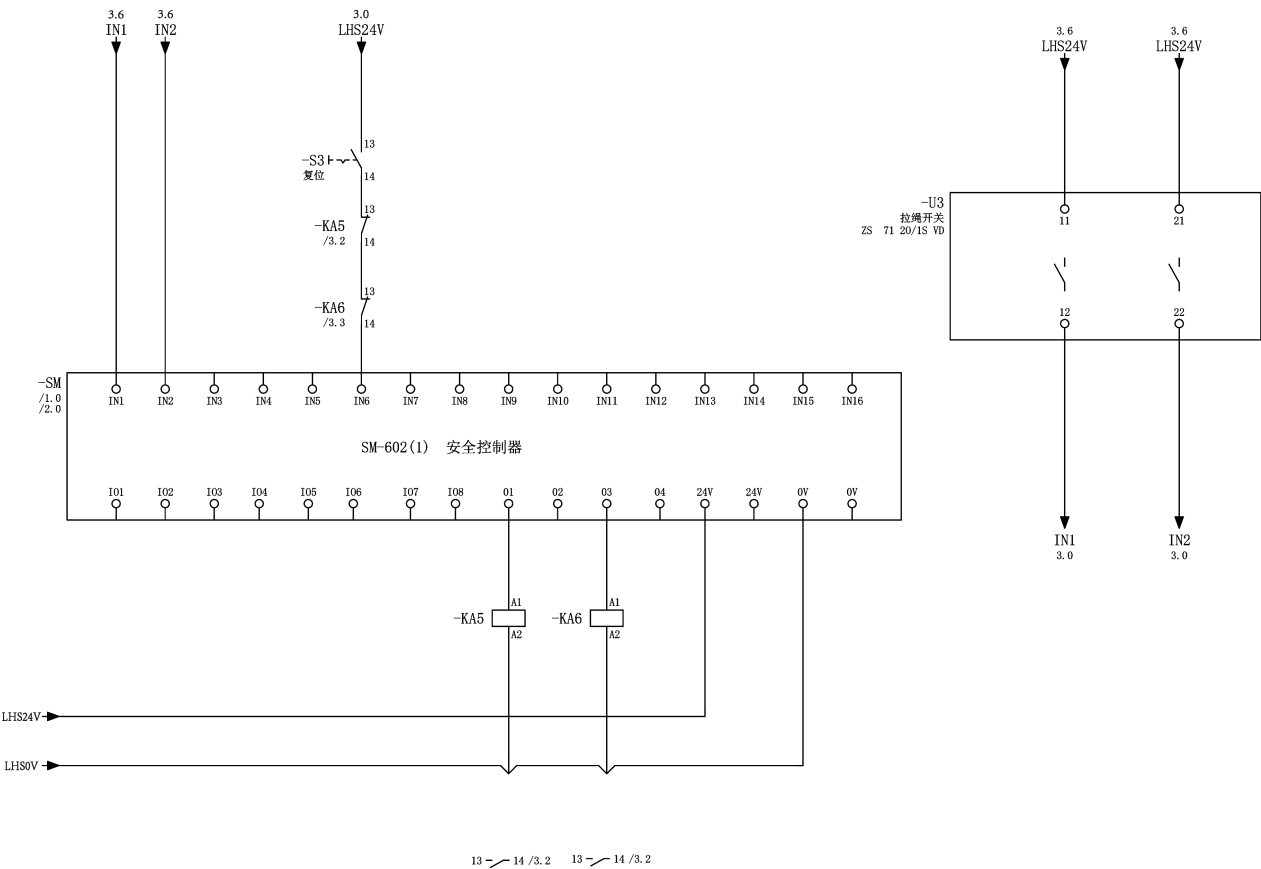 3.6 3.6 3.0
IN1 IN2 LHS24V
3.6 3.6
LHS24V LHS24V
13
-S3
复位
14
13
-KA5
/3.2
14
13
-KA6
/3.3
14
-U3
拉绳开关
ZS 71 20/1S VD
11 21
12 22
IN1 IN2
3.0 3.0
-SM
/1.0
/2.0
IN1 IN2 IN3 IN4 IN5 IN6 IN7 IN8 IN9 IN10 IN11 IN12 IN13 IN14 IN15 IN16
SM-602(1) 安全控制器
IO1 IO2 IO3 IO4 IO5 IO6 IO7 IO8 O1 O2 O3 O4 24V 24V 0V 0V
A1 A1
-KA5 -KA6
A2 A2
LHS24V
LHS0V
13 14 /3.2 13 14 /3.2